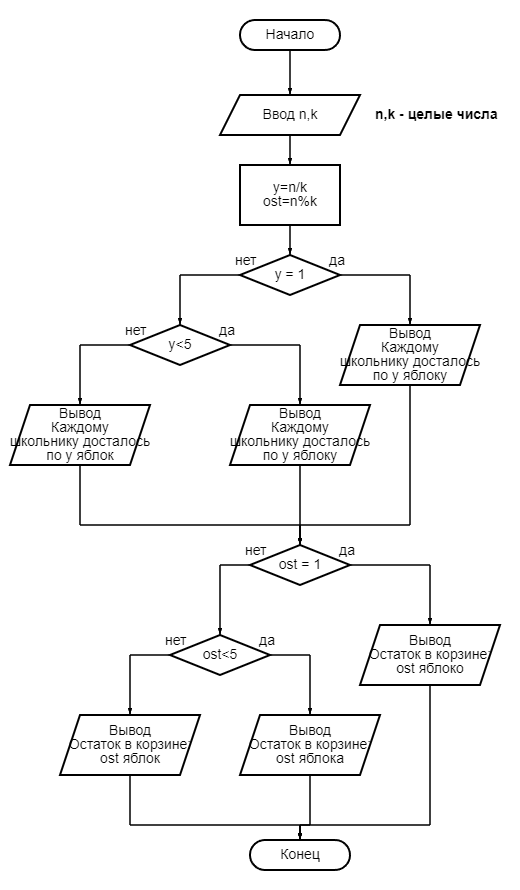 Начало
Ввод n,k
n,k - целые числа
y=n/k
ost=n%k
нет
да
y = 1
нет
да
y<5
Вывод
Каждому
школьнику досталось
по y яблоку
Вывод
Каждому
школьнику досталось
по y яблок
Вывод
Каждому
школьнику досталось
по y яблоку
нет
да
ost = 1
нет
да
ost<5
Вывод
Остаток в корзине:
ost яблоко
Вывод
Остаток в корзине:
ost яблок
Вывод
Остаток в корзине:
ost яблока
Конец